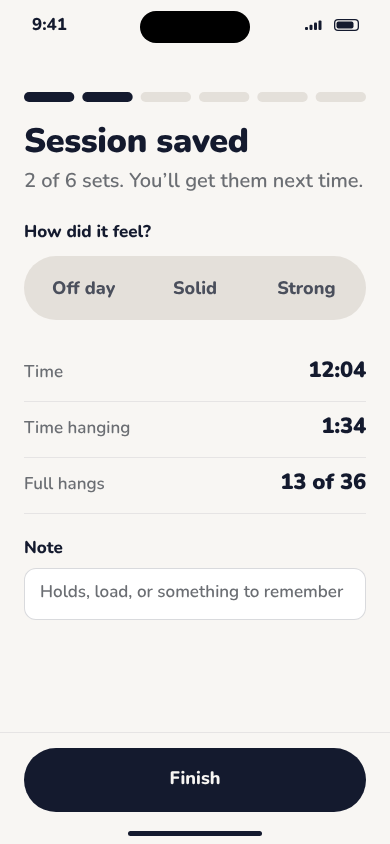 9:41
Session saved
2 of 6 sets. You’ll get them next time.
How did it feel?
Off day Solid Strong
Time 12:04
Time hanging 1:34
Full hangs 13 of 36
Note
Holds, load, or something to remember
Finish